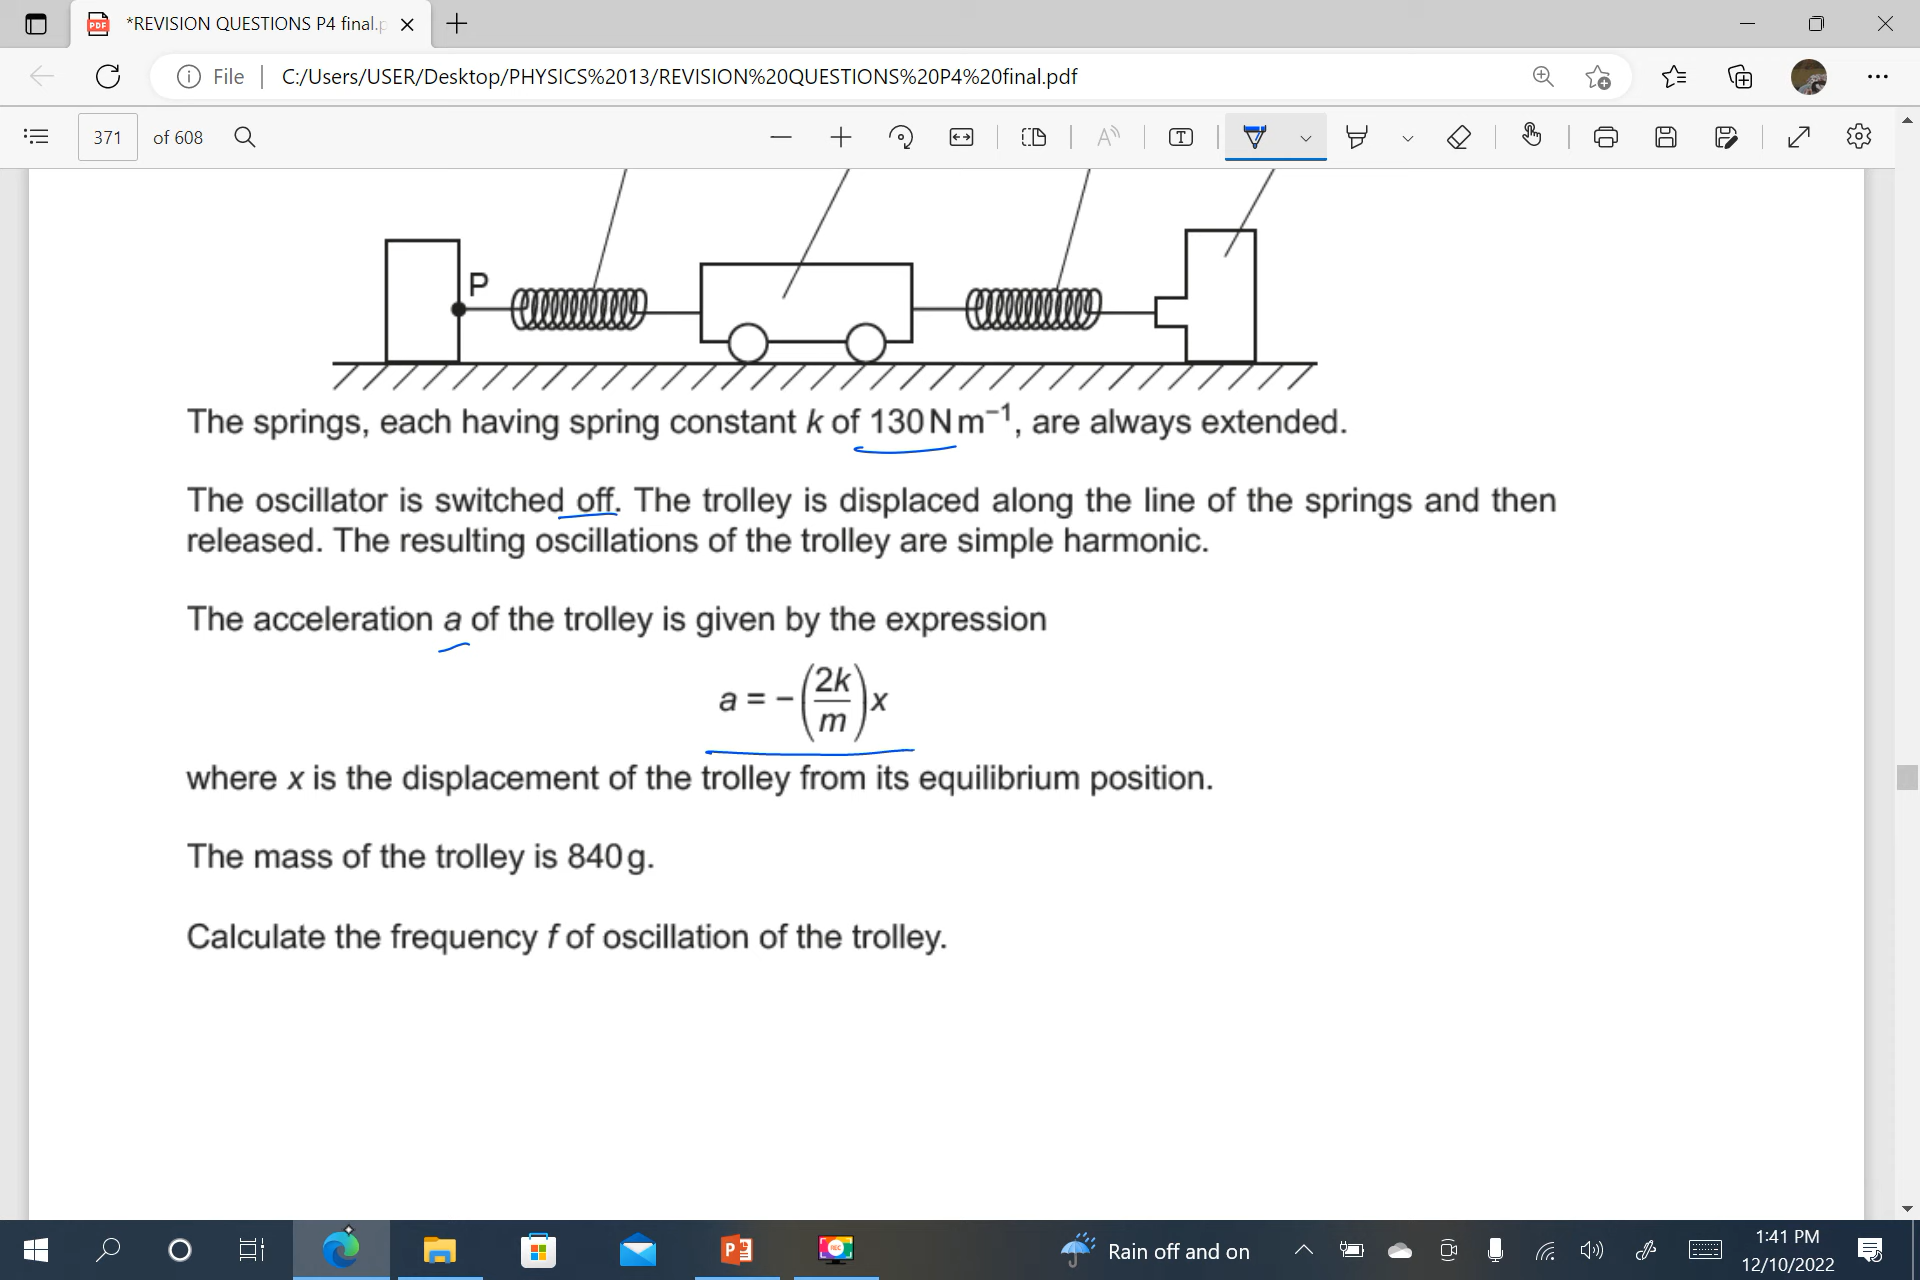 *REVISION QUESTIONS P4 final.p
File
C:/Users/USER/Desktop/PHYSICS%2013/REVISION%20QUESTIONS%20P4%20final.pdf
371 of 608
P
The springs, each having spring constant k of 130 N m⁻¹, are always extended.
The oscillator is switched off. The trolley is displaced along the line of the springs and then
released. The resulting oscillations of the trolley are simple harmonic.
The acceleration a of the trolley is given by the expression
a = −(2k/m)x
where x is the displacement of the trolley from its equilibrium position.
The mass of the trolley is 840 g.
Calculate the frequency f of oscillation of the trolley.
Rain off and on
1:41 PM
12/10/2022